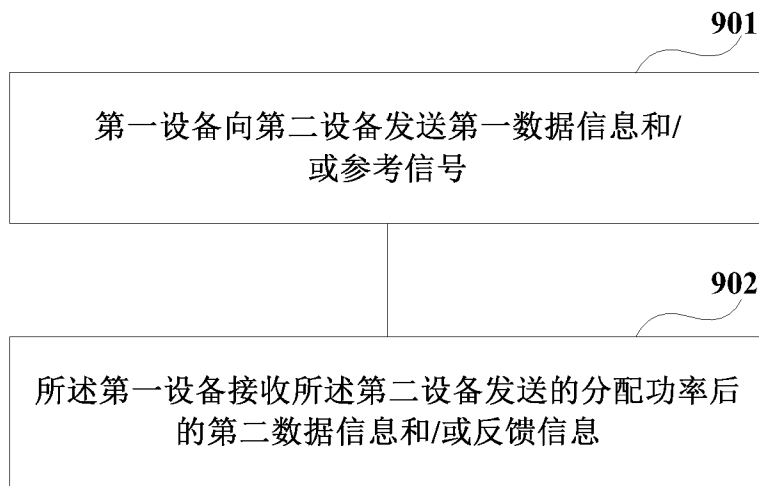 901
第一设备向第二设备发送第一数据信息和/
或参考信号
902
所述第一设备接收所述第二设备发送的分配功率后
的第二数据信息和/或反馈信息